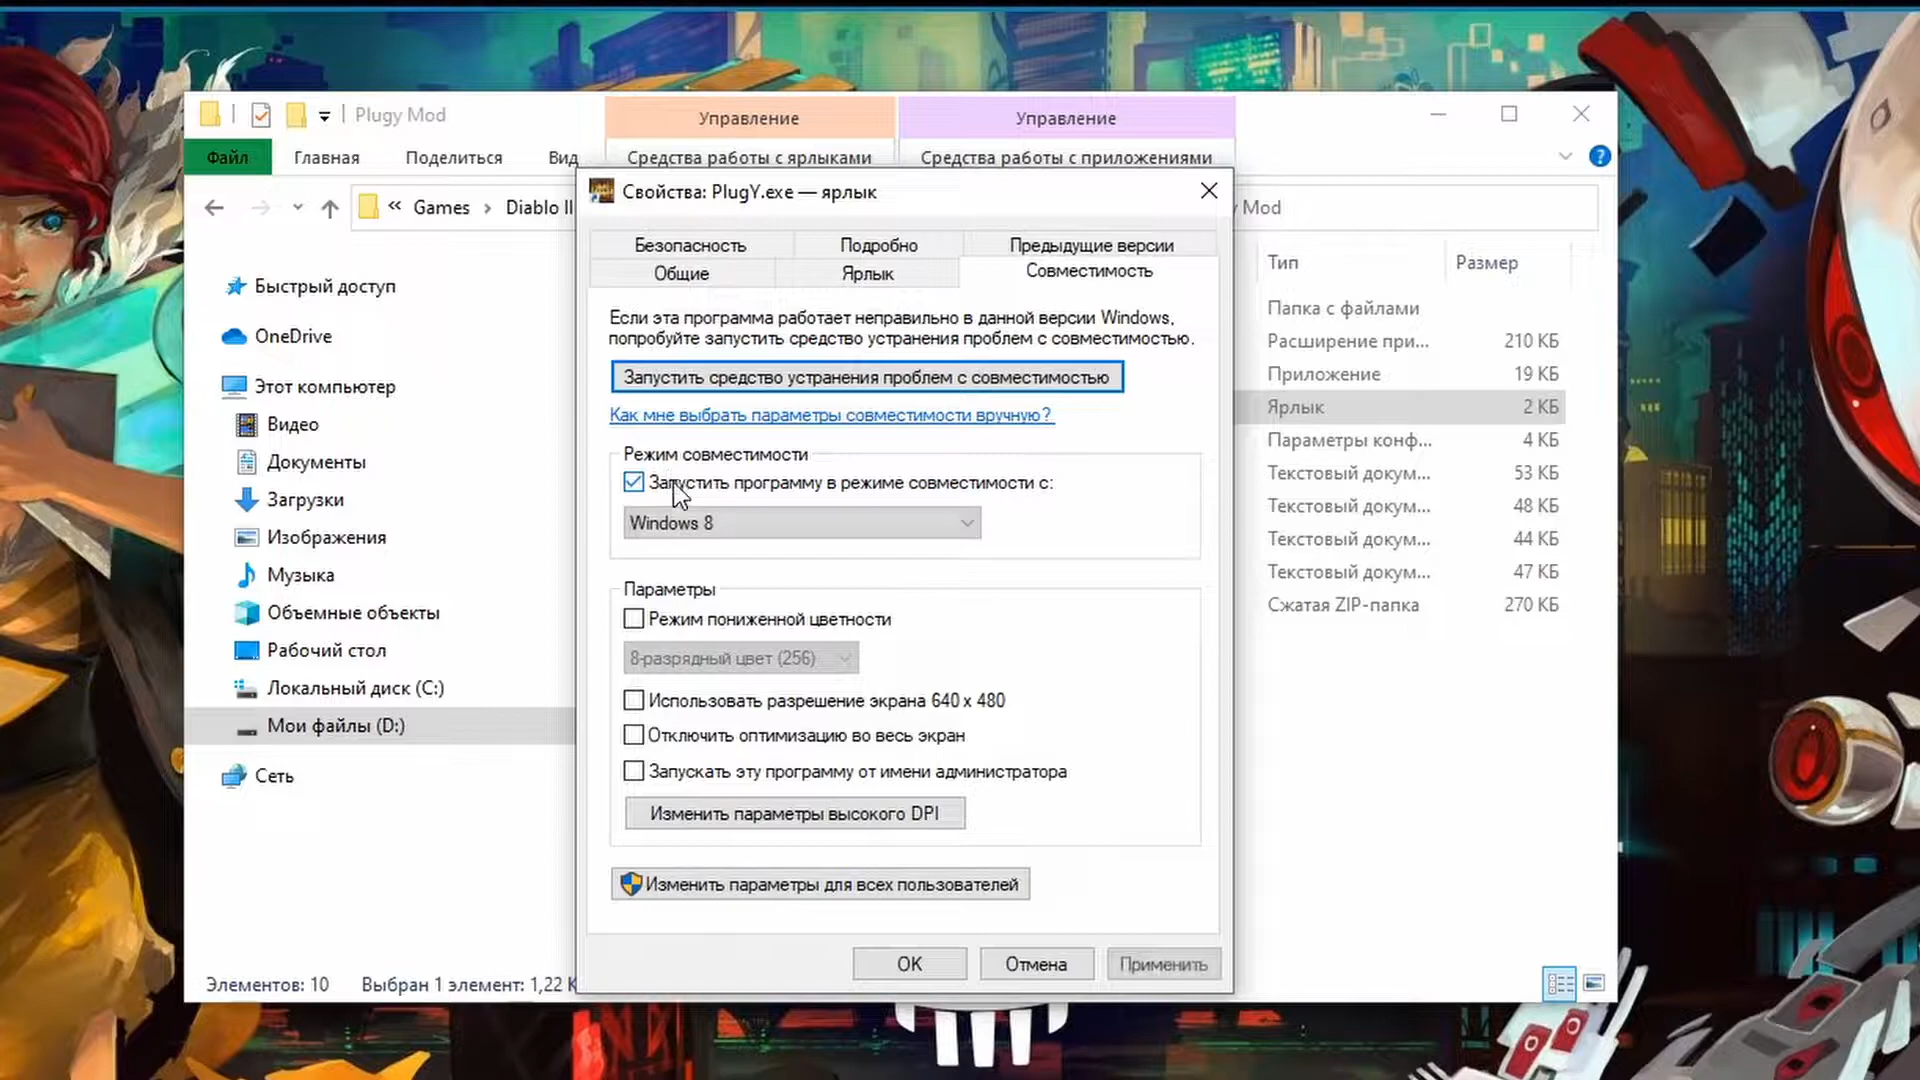 Plugy Mod
Управление
Управление
Файл
Главная
Поделиться
Вид
Средства работы с ярлыками
Средства работы с приложениями
?
Свойства: PlugY.exe — ярлык
« Games › Diablo II
Mod
Безопасность
Подробно
Предыдущие версии
Общие
Ярлык
Совместимость
Если эта программа работает неправильно в данной версии Windows,
попробуйте запустить средство устранения проблем с совместимостью.
Запустить средство устранения проблем с совместимостью
Как мне выбрать параметры совместимости вручную?
Режим совместимости
Запустить программу в режиме совместимости с:
Windows 8
Параметры
Режим пониженной цветности
8-разрядный цвет (256)
Использовать разрешение экрана 640 x 480
Отключить оптимизацию во весь экран
Запускать эту программу от имени администратора
Изменить параметры высокого DPI
Изменить параметры для всех пользователей
OK
Отмена
Применить
Быстрый доступ
OneDrive
Этот компьютер
Видео
Документы
Загрузки
Изображения
Музыка
Объемные объекты
Рабочий стол
Локальный диск (C:)
Мои файлы (D:)
Сеть
Тип
Размер
Папка с файлами
Расширение при... 210 КБ
Приложение 19 КБ
Ярлык 2 КБ
Параметры конф... 4 КБ
Текстовый докум... 53 КБ
Текстовый докум... 48 КБ
Текстовый докум... 44 КБ
Текстовый докум... 47 КБ
Сжатая ZIP-папка 270 КБ
Элементов: 10
Выбран 1 элемент: 1,22 К